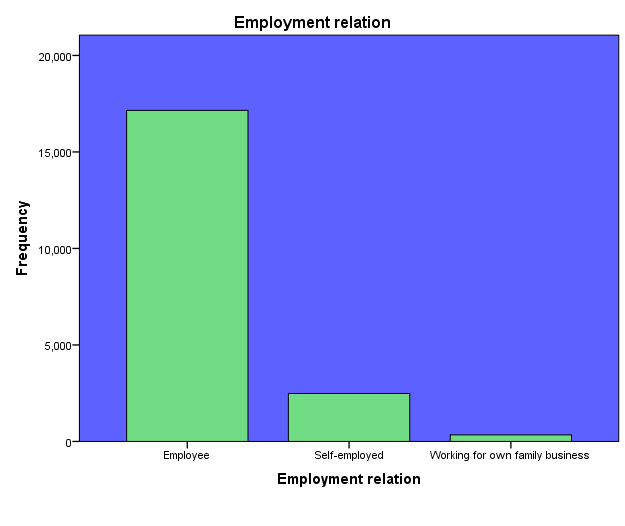 Employment relation
20,000
15,000
10,000
5,000
0
Frequency
Employee Self-employed Working for own family business
Employment relation